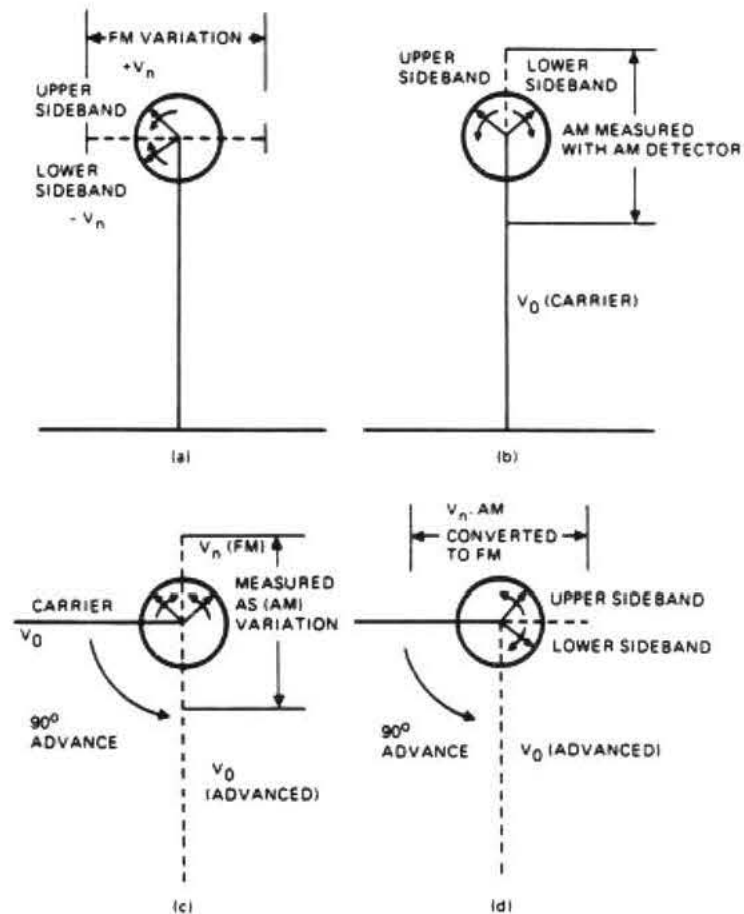 FM VARIATION
+Vn
UPPER
SIDEBAND
LOWER
SIDEBAND
- Vn
(a)
UPPER
SIDEBAND
LOWER
SIDEBAND
AM MEASURED
WITH AM DETECTOR
V0 (CARRIER)
(b)
Vn (FM)
MEASURED
AS (AM)
VARIATION
CARRIER
V0
90°
ADVANCE
V0
(ADVANCED)
(c)
Vn. AM
CONVERTED
TO FM
UPPER SIDEBAND
LOWER SIDEBAND
90°
ADVANCE
V0 (ADVANCED)
(d)